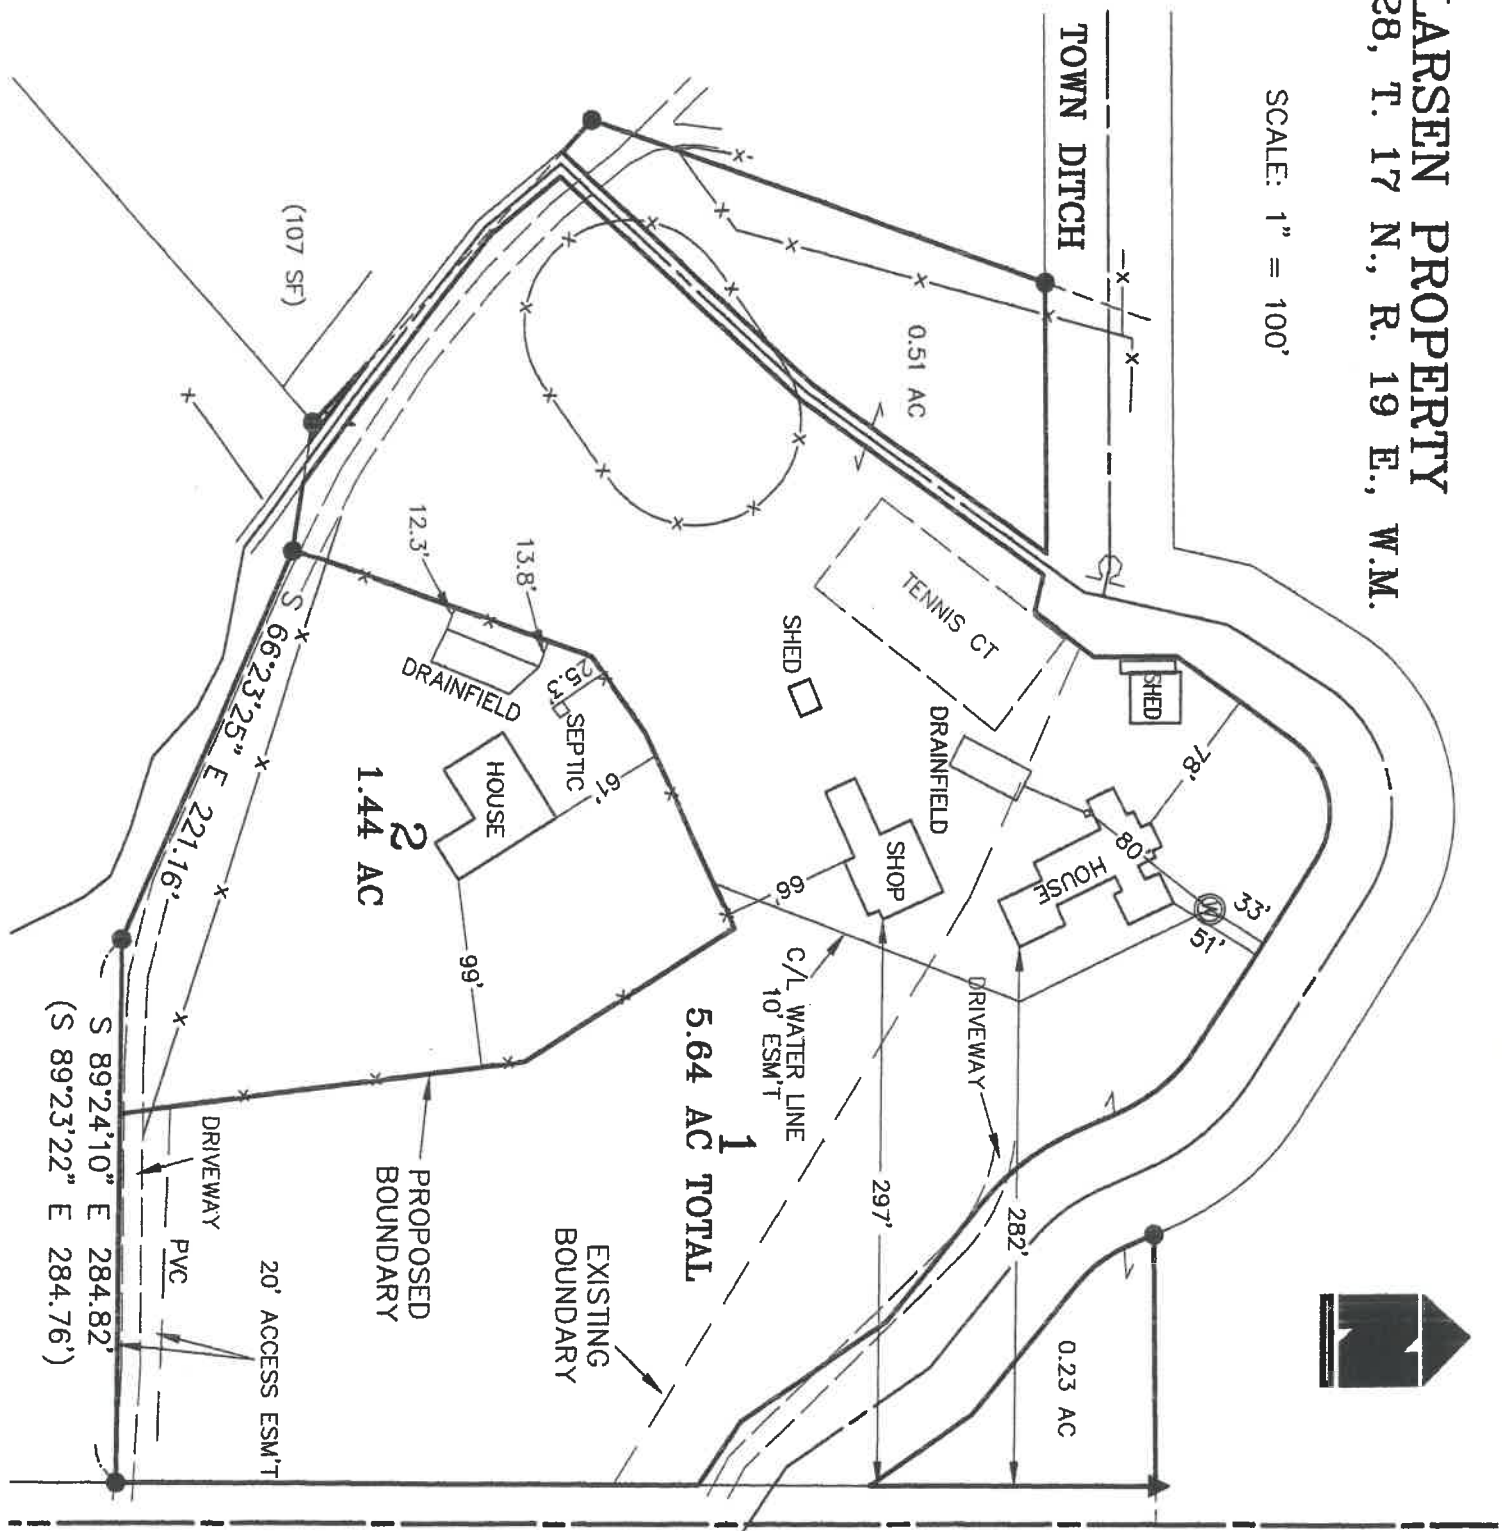 LARSEN PROPERTY
28, T. 17 N., R. 19 E., W.M.
SCALE: 1" = 100'
TOWN DITCH
0.51 AC
(107 SF)
TENNIS CT
SHED
SHED
78'
DRAINFIELD
80'
HOUSE
W
33'
51'
SHOP
66'
12.3'
13.8'
DRAINFIELD
25.3'
SEPTIC
HOUSE
61'
2
1.44 AC
99'
S 66°23'25" E 221.16'
C/L WATER LINE
10' ESM'T
DRIVEWAY
1
5.64 AC TOTAL
297'
282'
0.23 AC
PROPOSED
BOUNDARY
EXISTING
BOUNDARY
DRIVEWAY
PVC
20' ACCESS ESM'T
S 89°24'10" E 284.82'
(S 89°23'22" E 284.76')
N